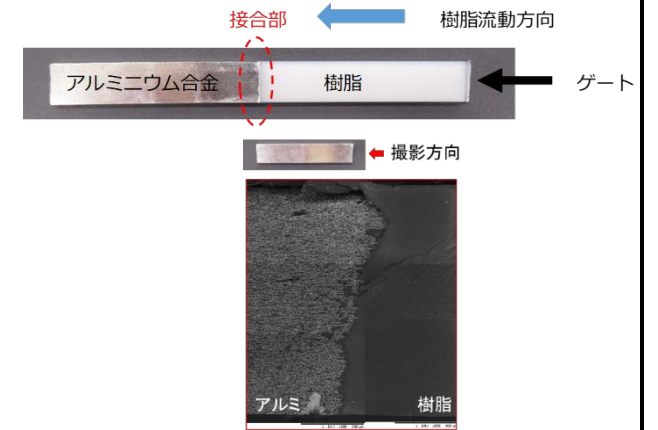 接合部
樹脂流動方向
アルミニウム合金
樹脂
ゲート
撮影方向
アルミ
樹脂